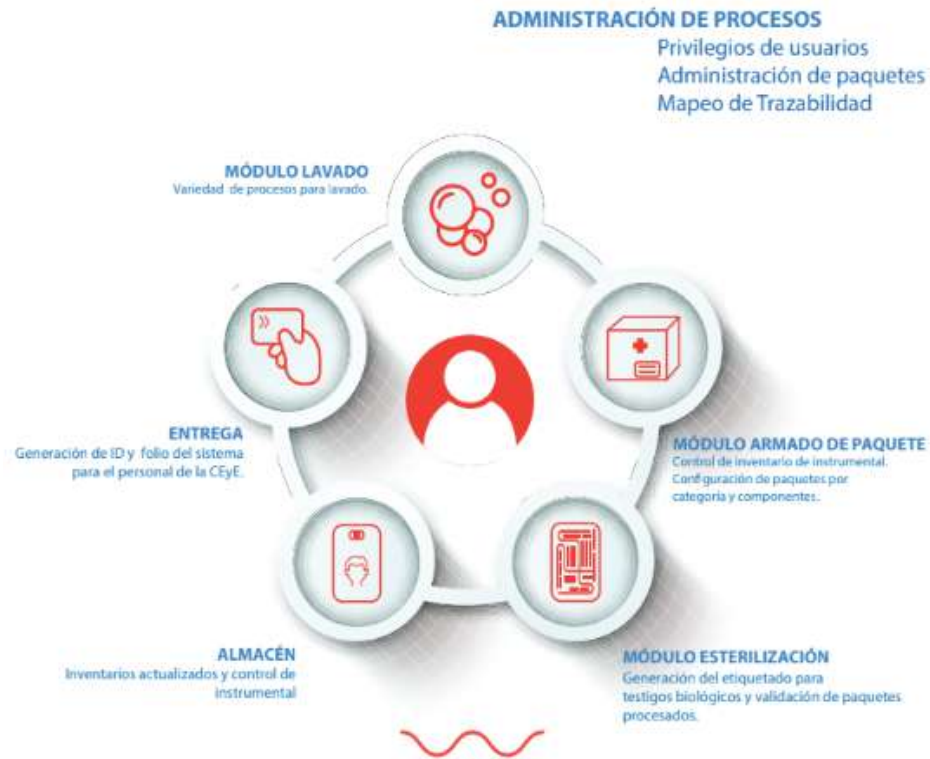 ADMINISTRACIÓN DE PROCESOS
Privilegios de usuarios
Administración de paquetes
Mapeo de Trazabilidad
MÓDULO LAVADO
Variedad de procesos para lavado.
MÓDULO ARMADO DE PAQUETE
Control de inventario de instrumental.
Configuración de paquetes por
categoría y componentes.
ENTREGA
Generación de ID y folio del sistema
para el personal de la CEyE.
MÓDULO ESTERILIZACIÓN
Generación del etiquetado para
testigos biológicos y validación de paquetes
procesados.
ALMACÉN
Inventarios actualizados y control de
instrumental